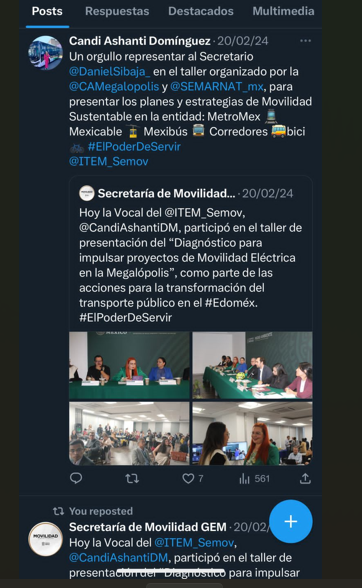 Posts Respuestas Destacados Multimedia
Candi Ashanti Domínguez · 20/02/24
Un orgullo representar al Secretario
@DanielSibaja_ en el taller organizado por la
@CAMegalopolis y @SEMARNAT_mx, para
presentar los planes y estrategias de Movilidad
Sustentable en la entidad: MetroMex 🚊
Mexicable 🚡 Mexibús 🚍 Corredores 🚌bici
🚲 #ElPoderDeServir
@ITEM_Semov
Secretaría de Movilidad... · 20/02/24
Hoy la Vocal del @ITEM_Semov,
@CandiAshantiDM, participó en el taller de
presentación del “Diagnóstico para
impulsar proyectos de Movilidad Eléctrica
en la Megalópolis”, como parte de las
acciones para la transformación del
transporte público en el #Edoméx.
#ElPoderDeServir
MÉXICO
7 561
You reposted
MOVILIDAD
Secretaría de Movilidad GEM · 20/02/
Hoy la Vocal del @ITEM_Semov,
@CandiAshantiDM, participó en el taller de
presentación del “Diagnóstico para impulsar